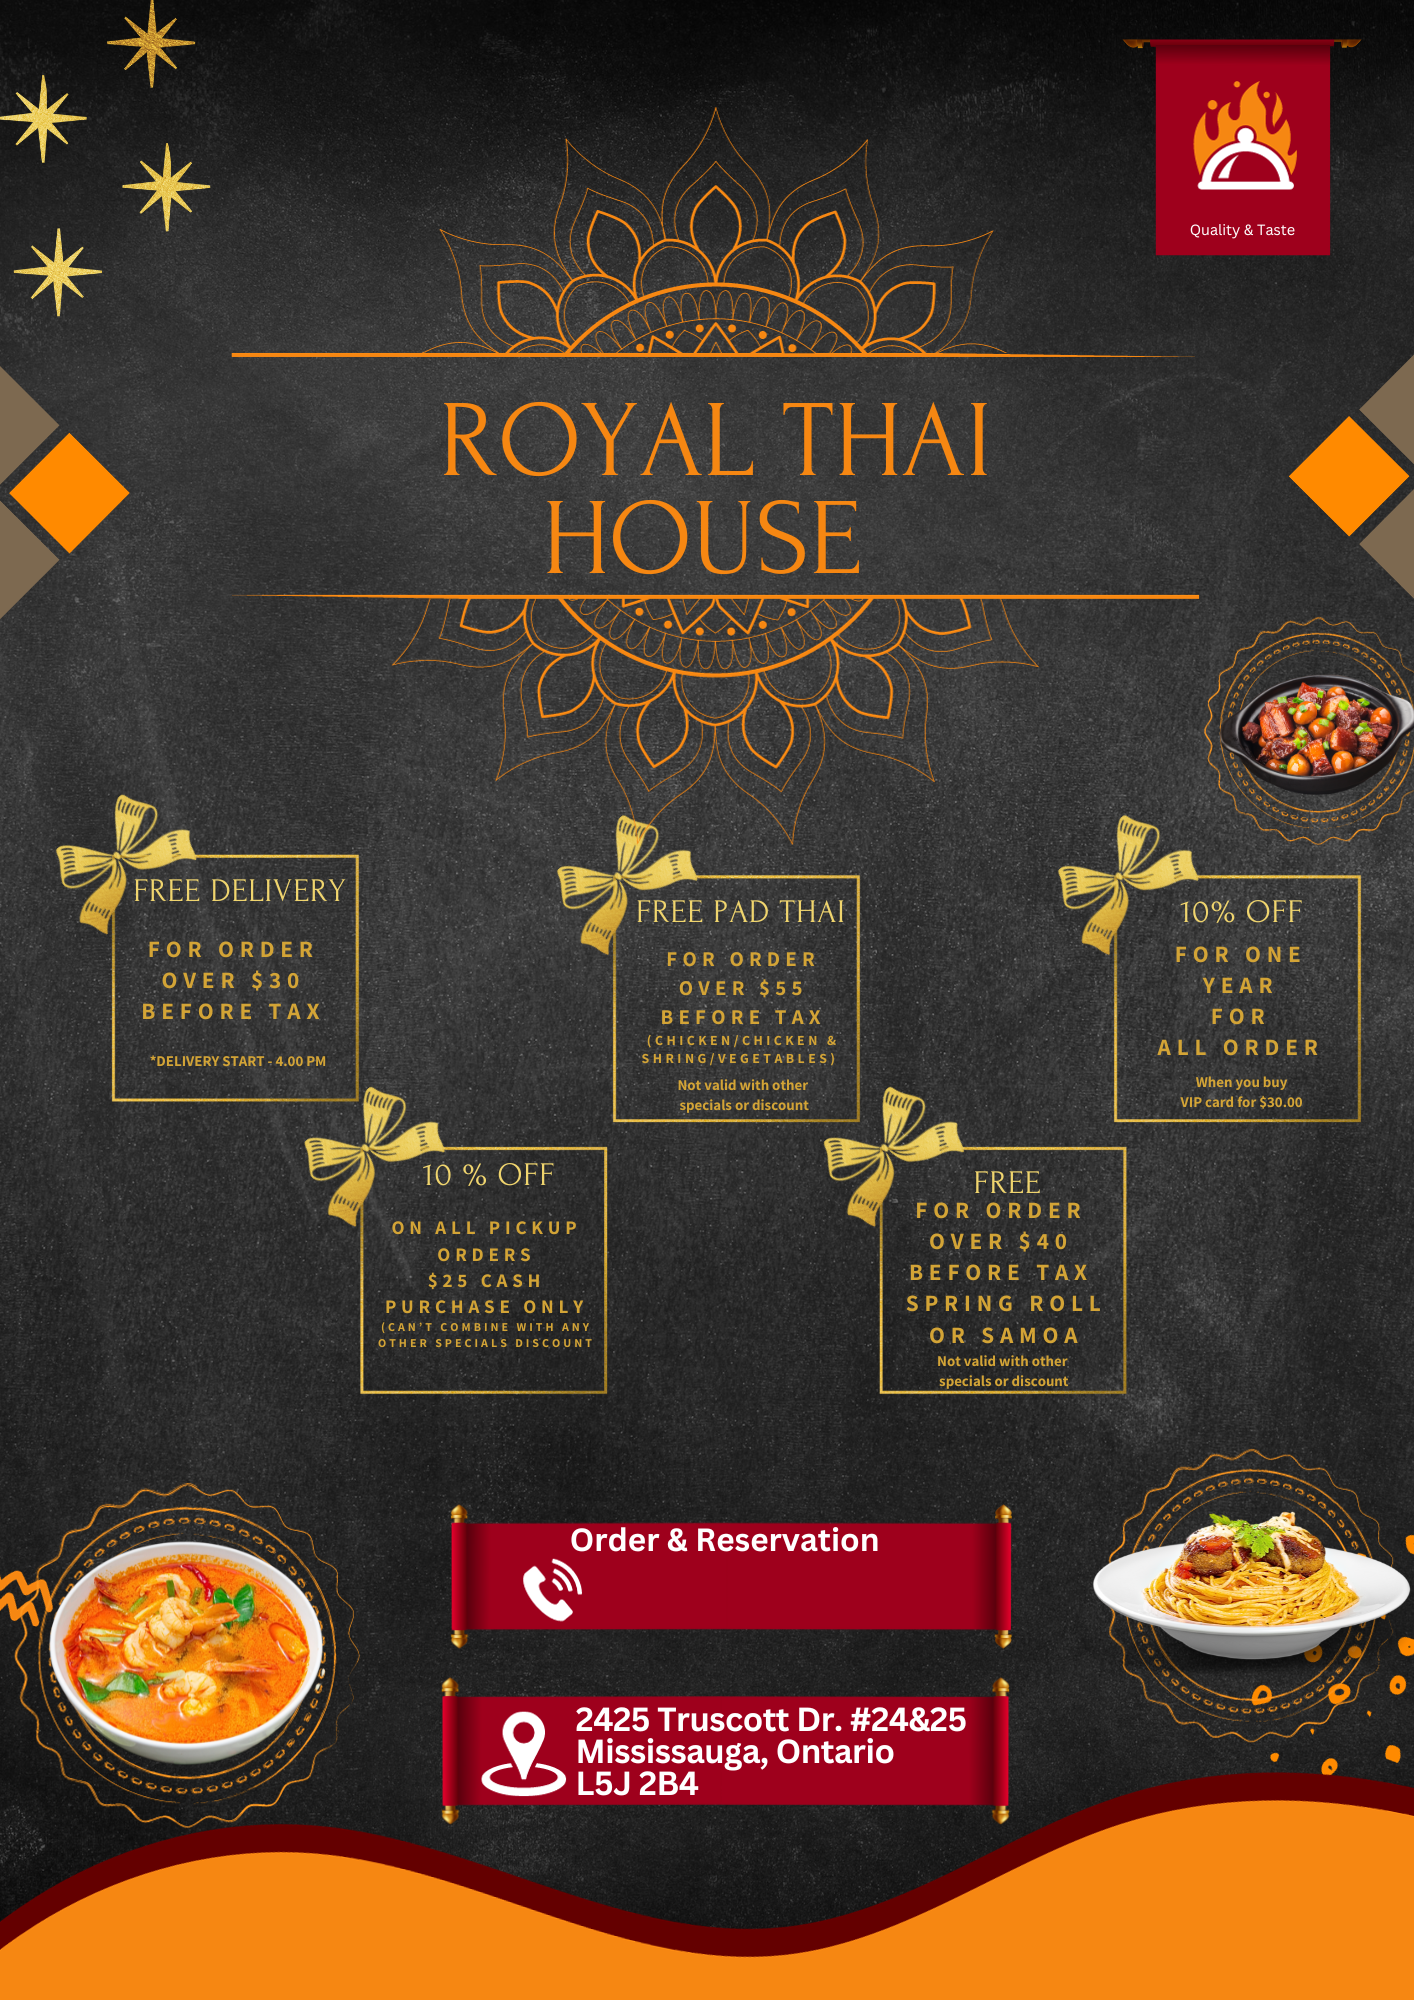 Quality & Taste
ROYAL THAI
HOUSE
FREE DELIVERY
FOR ORDER
OVER $30
BEFORE TAX
*DELIVERY START - 4.00 PM
FREE PAD THAI
FOR ORDER
OVER $55
BEFORE TAX
(CHICKEN/CHICKEN &
SHRING/VEGETABLES)
Not valid with other
specials or discount
10% OFF
FOR ONE
YEAR
FOR
ALL ORDER
When you buy
VIP card for $30.00
10 % OFF
ON ALL PICKUP
ORDERS
$25 CASH
PURCHASE ONLY
(CAN'T COMBINE WITH ANY
OTHER SPECIALS DISCOUNT
FREE
FOR ORDER
OVER $40
BEFORE TAX
SPRING ROLL
OR SAMOA
Not valid with other
specials or discount
Order & Reservation
2425 Truscott Dr. #24&25
Mississauga, Ontario
L5J 2B4